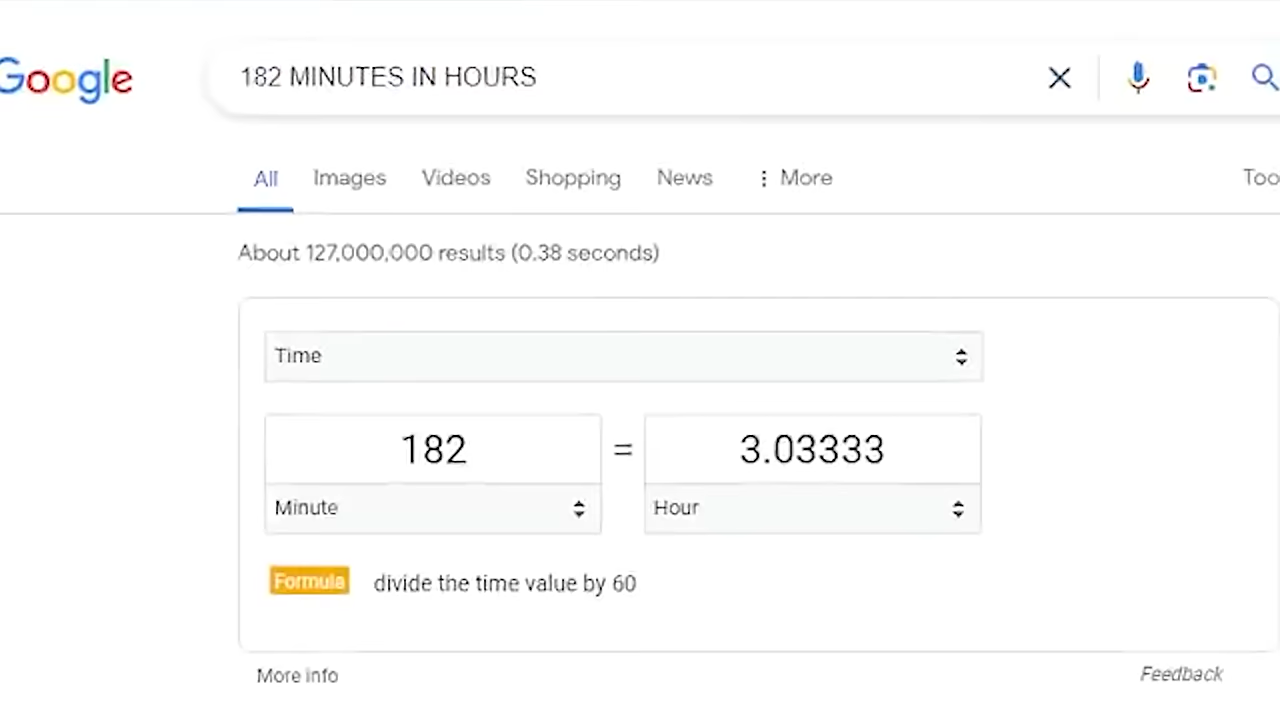 Google
182 MINUTES IN HOURS
All Images Videos Shopping News More
Too
About 127,000,000 results (0.38 seconds)
Time
182 = 3.03333
Minute Hour
Formula divide the time value by 60
More info Feedback